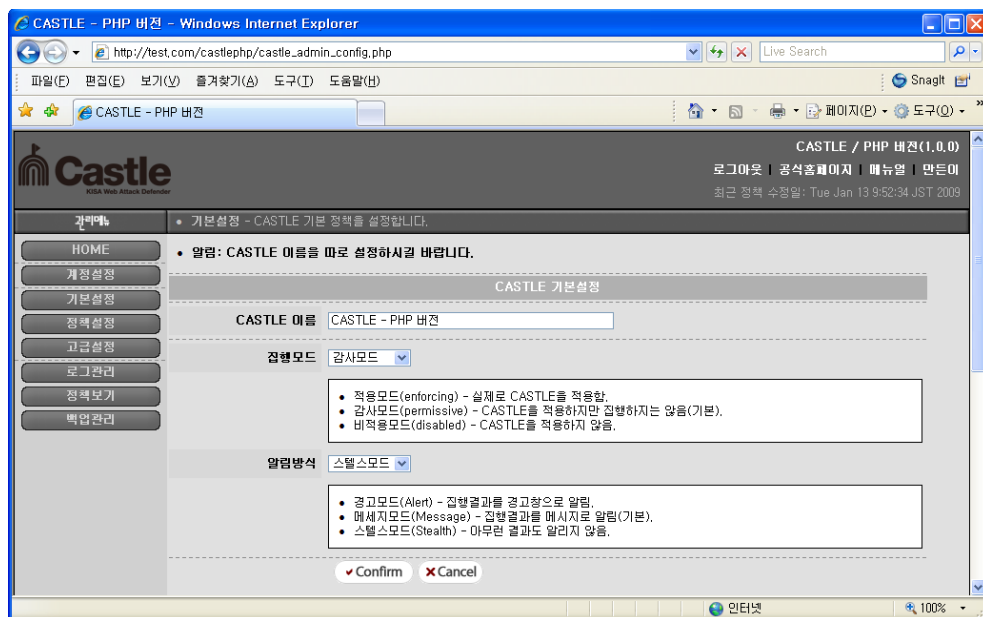 CASTLE - PHP 버전 - Windows Internet Explorer
http://test.com/castlephp/castle_admin_config.php
Live Search
파일(F) 편집(E) 보기(V) 즐겨찾기(A) 도구(T) 도움말(H)
SnagIt
CASTLE - PHP 버전
페이지(P) 도구(O)
Castle
KISA Web Attack Defender
CASTLE / PHP 버전(1.0.0)
로그아웃 | 공식홈페이지 | 메뉴얼 | 만든이
최근 정책 수정일: Tue Jan 13 9:52:34 JST 2009
관리메뉴
• 기본설정 - CASTLE 기본 정책을 설정합니다.
HOME
계정설정
기본설정
정책설정
고급설정
로그관리
정책보기
백업관리
• 알림: CASTLE 이름을 따로 설정하시길 바랍니다.
CASTLE 기본설정
CASTLE 이름 CASTLE - PHP 버전
집행모드 감사모드
• 적용모드(enforcing) - 실제로 CASTLE을 적용함.
• 감사모드(permissive) - CASTLE을 적용하지만 집행하지는 않음(기본).
• 비적용모드(disabled) - CASTLE을 적용하지 않음.
알림방식 스텔스모드
• 경고모드(Alert) - 집행결과를 경고창으로 알림.
• 메세지모드(Message) - 집행결과를 메시지로 알림(기본).
• 스텔스모드(Stealth) - 아무런 결과도 알리지 않음.
Confirm Cancel
인터넷 100%